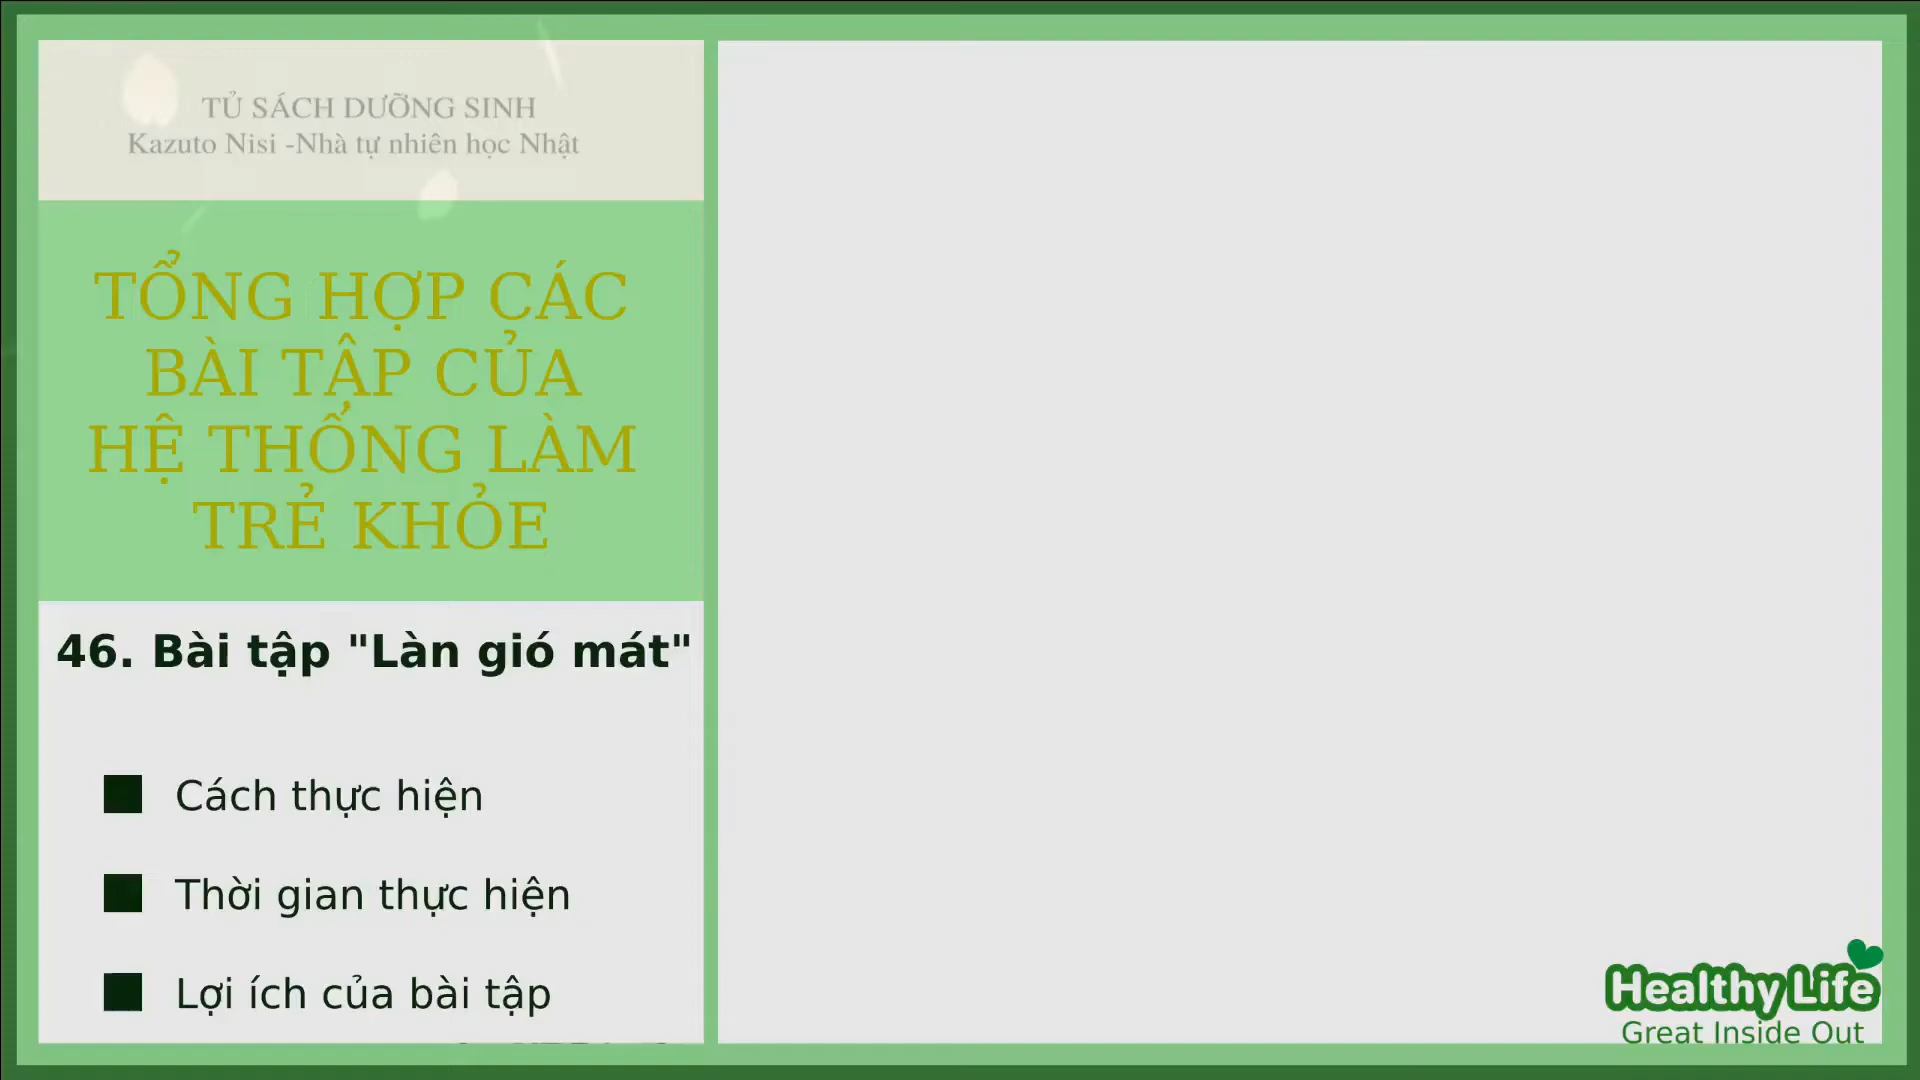 TỦ SÁCH DƯỠNG SINH
Kazuto Nisi -Nhà tự nhiên học Nhật
TỔNG HỢP CÁC
BÀI TẬP CỦA
HỆ THỐNG LÀM
TRẺ KHỎE
46. Bài tập "Làn gió mát"
Cách thực hiện
Thời gian thực hiện
Lợi ích của bài tập
Healthy Life
Great Inside Out